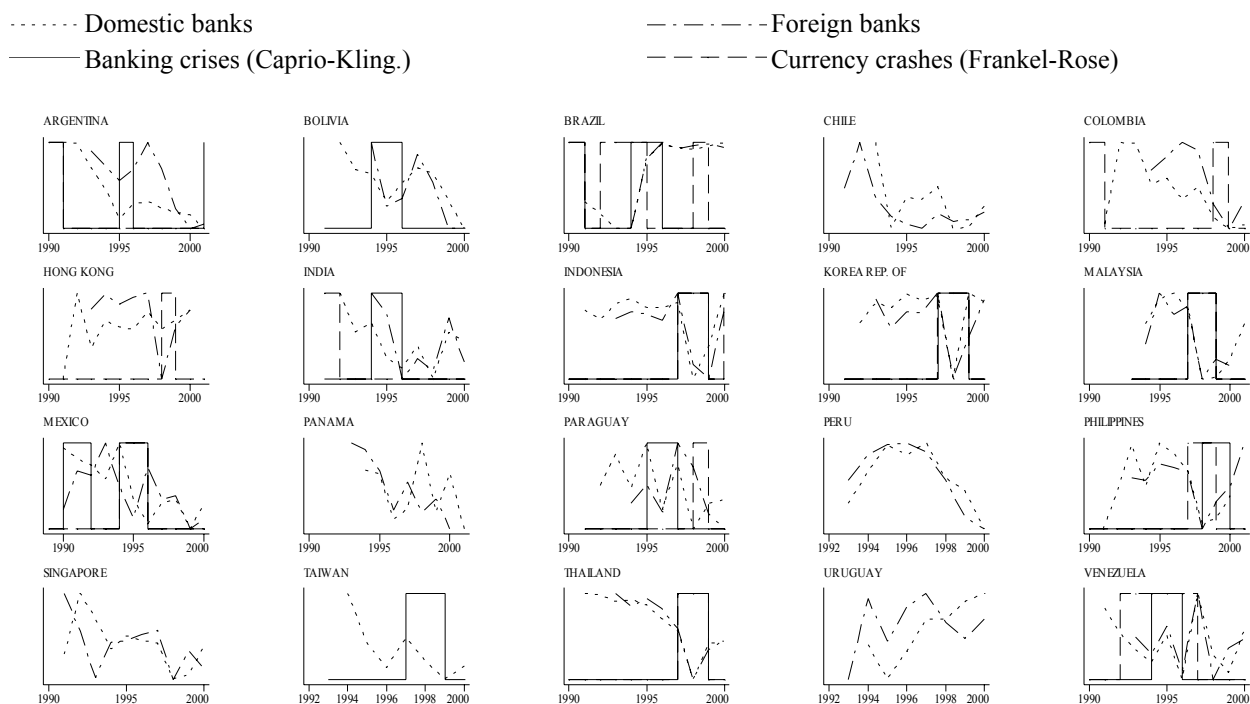 Domestic banks Foreign banks
Banking crises (Caprio-Kling.) Currency crashes (Frankel-Rose)
ARGENTINA BOLIVIA BRAZIL CHILE COLOMBIA
1990 1995 2000 1990 1995 2000 1990 1995 2000 1990 1995 2000 1990 1995 2000
HONG KONG INDIA INDONESIA KOREA REP. OF MALAYSIA
1990 1995 2000 1990 1995 2000 1990 1995 2000 1990 1995 2000 1990 1995 2000
MEXICO PANAMA PARAGUAY PERU PHILIPPINES
1990 1995 2000 1990 1995 2000 1990 1995 2000 1992 1994 1996 1998 2000 1990 1995 2000
SINGAPORE TAIWAN THAILAND URUGUAY VENEZUELA
1990 1995 2000 1992 1994 1996 1998 2000 1990 1995 2000 1992 1994 1996 1998 2000 1990 1995 2000